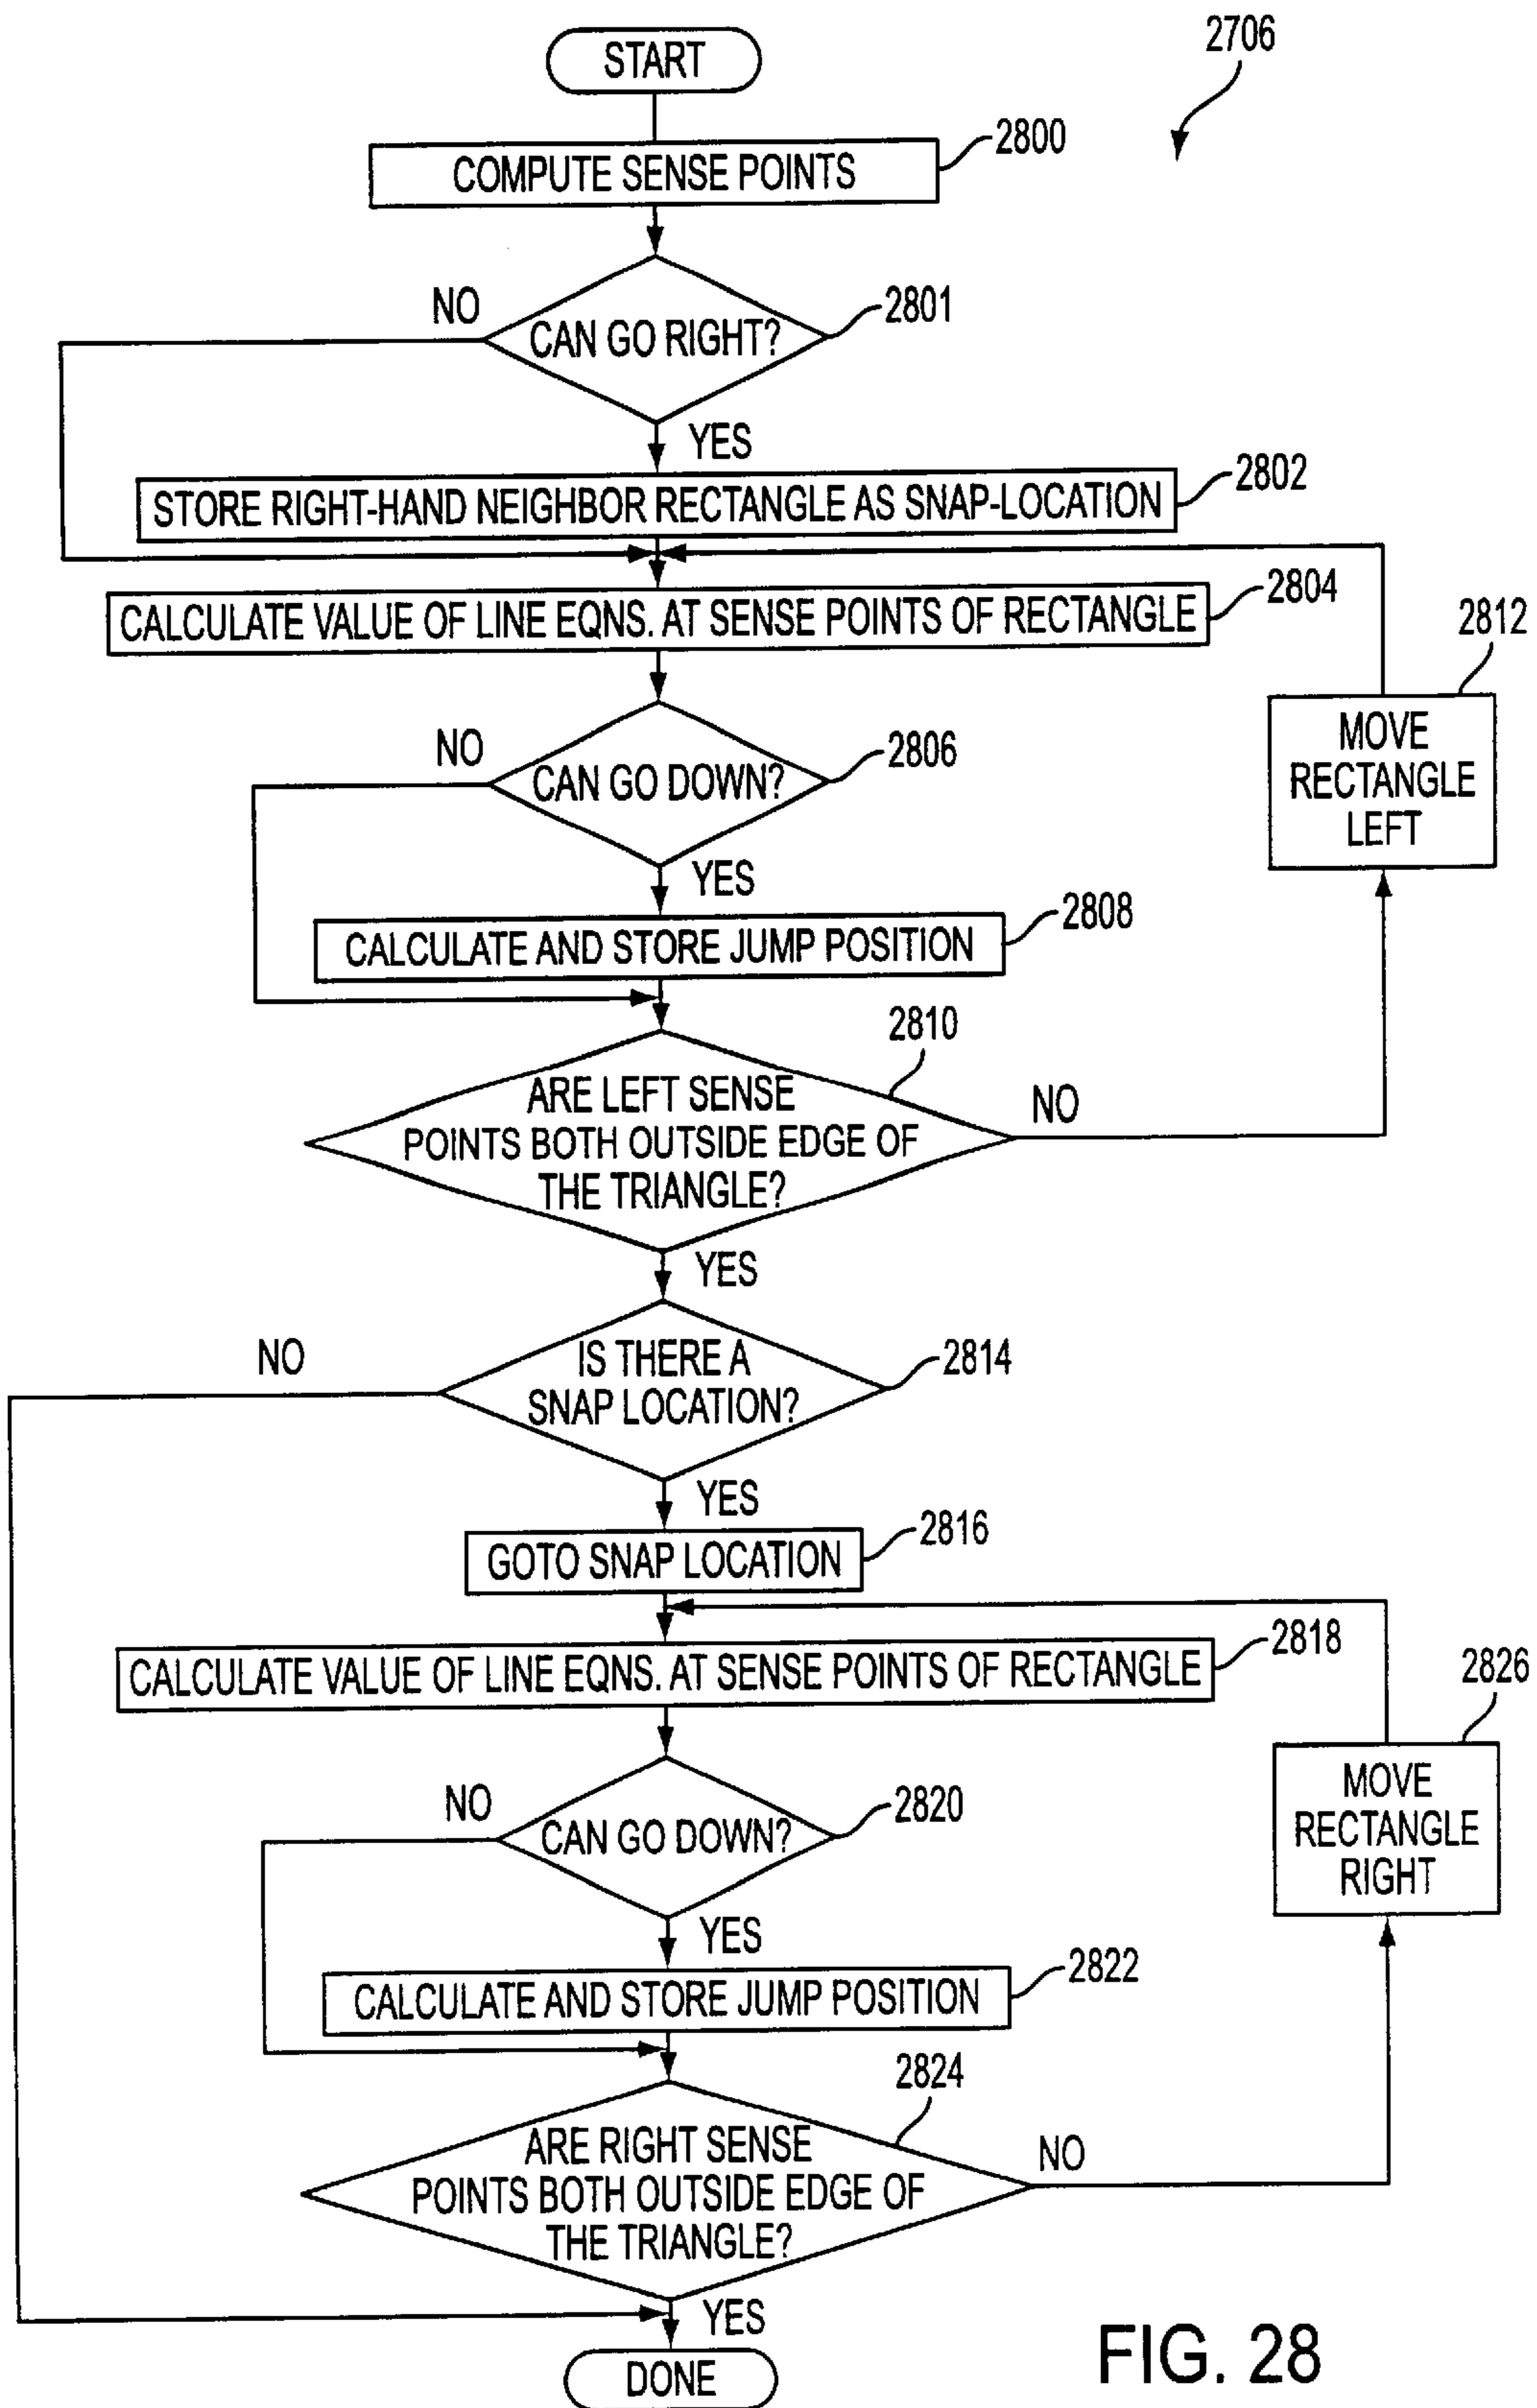 2706
START
2800
COMPUTE SENSE POINTS
NO
2801
CAN GO RIGHT?
YES
2802
STORE RIGHT-HAND NEIGHBOR RECTANGLE AS SNAP-LOCATION
2804
CALCULATE VALUE OF LINE EQNS. AT SENSE POINTS OF RECTANGLE
2812
MOVE
RECTANGLE
LEFT
NO
2806
CAN GO DOWN?
YES
2808
CALCULATE AND STORE JUMP POSITION
2810
ARE LEFT SENSE
POINTS BOTH OUTSIDE EDGE OF
THE TRIANGLE?
NO
YES
NO
IS THERE A
SNAP LOCATION?
2814
YES
2816
GOTO SNAP LOCATION
2818
CALCULATE VALUE OF LINE EQNS. AT SENSE POINTS OF RECTANGLE
2826
MOVE
RECTANGLE
RIGHT
NO
2820
CAN GO DOWN?
YES
2822
CALCULATE AND STORE JUMP POSITION
2824
ARE RIGHT SENSE
POINTS BOTH OUTSIDE EDGE OF
THE TRIANGLE?
NO
YES
DONE
FIG. 28